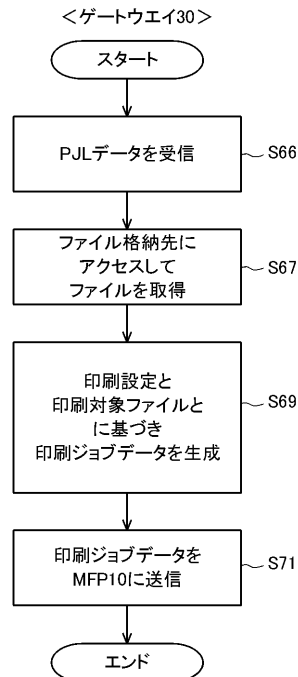 ＜ゲートウエイ30＞
スタート
PJLデータを受信
S66
ファイル格納先に
アクセスして
ファイルを取得
S67
印刷設定と
印刷対象ファイルと
に基づき
印刷ジョブデータを生成
S69
印刷ジョブデータを
MFP10に送信
S71
エンド